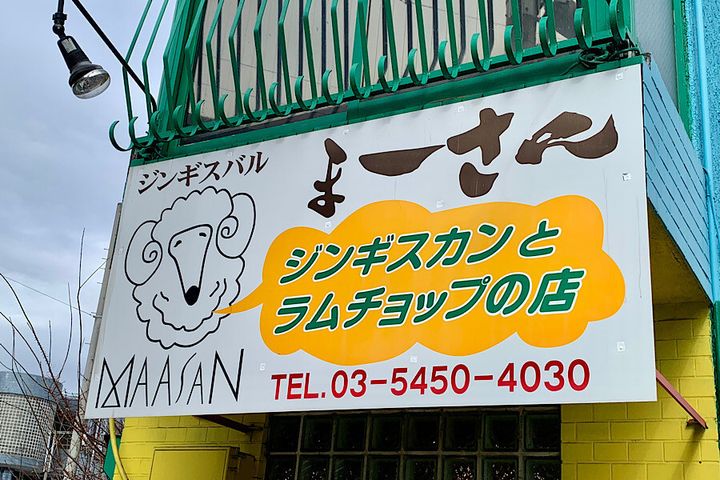 ジンギスバル
まーさん
ジンギスカンと
ラムチョップの店
MAASAN
TEL.03-5450-4030